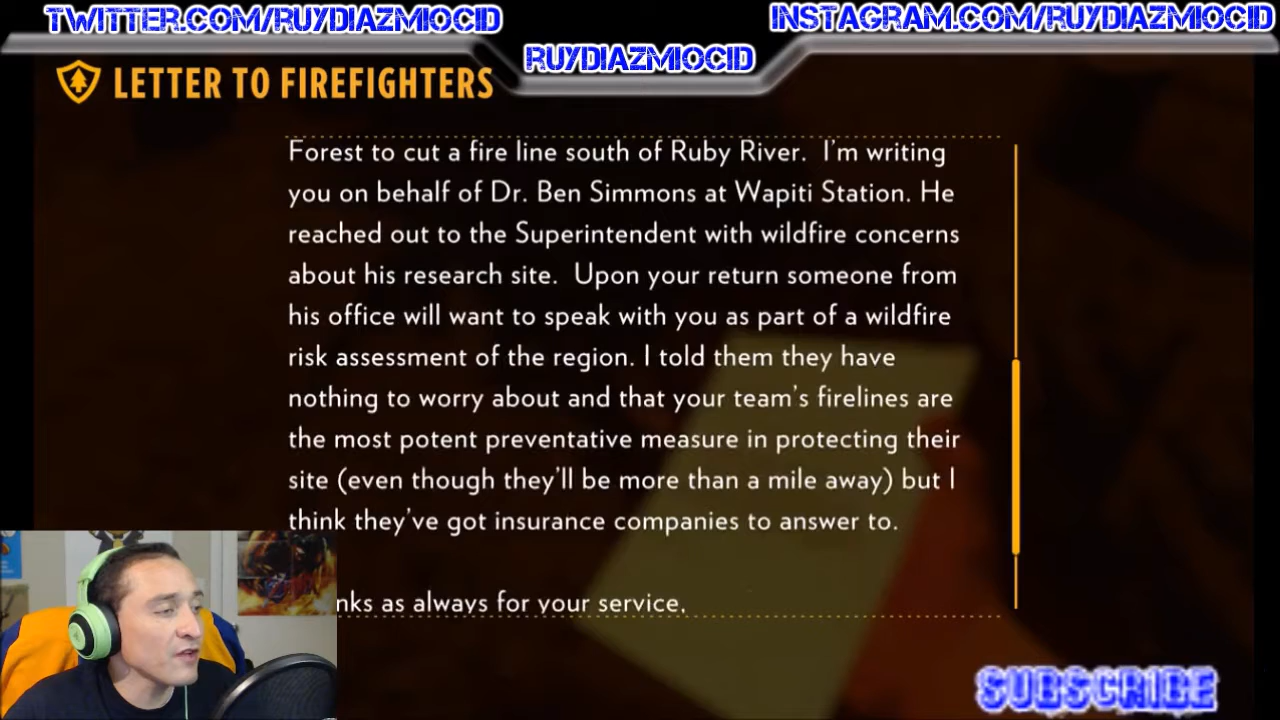 TWITTER.COM/RUYDIAZMIOCID
INSTAGRAM.COM/RUYDIAZMIOCID
RUYDIAZMIOCID
LETTER TO FIREFIGHTERS
Forest to cut a fire line south of Ruby River. I'm writing
you on behalf of Dr. Ben Simmons at Wapiti Station. He
reached out to the Superintendent with wildfire concerns
about his research site. Upon your return someone from
his office will want to speak with you as part of a wildfire
risk assessment of the region. I told them they have
nothing to worry about and that your team's firelines are
the most potent preventative measure in protecting their
site (even though they'll be more than a mile away) but I
think they've got insurance companies to answer to.
nks as always for your service,
SUBSCRIBE